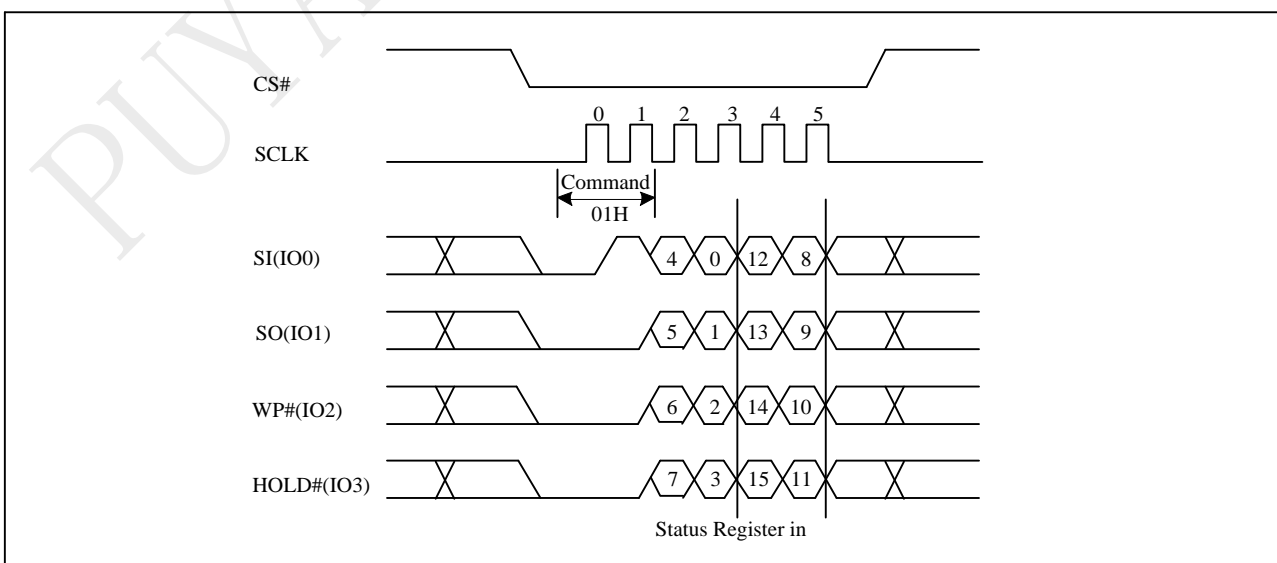 PUYA
CS#
0 1 2 3 4 5
SCLK
Command
01H
SI(IO0) 4 0 12 8
SO(IO1) 5 1 13 9
WP#(IO2) 6 2 14 10
HOLD#(IO3) 7 3 15 11
Status Register in